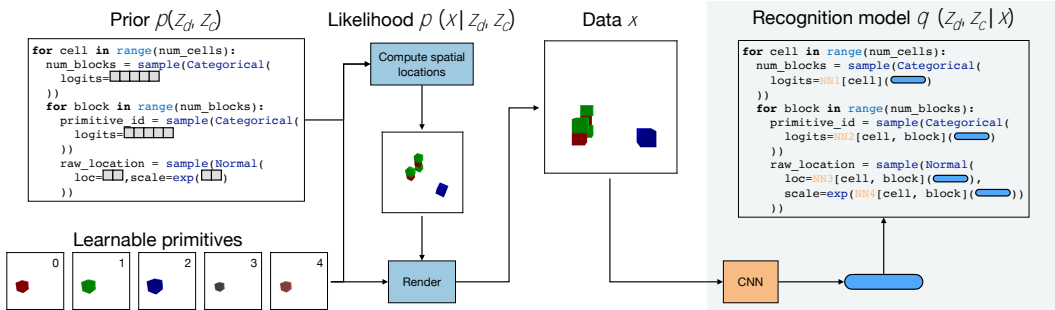 Prior p(z_d, z_c)
for cell in range(num_cells):
num_blocks = sample(Categorical(
logits=
))
for block in range(num_blocks):
primitive_id = sample(Categorical(
logits=
))
raw_location = sample(Normal(
loc= ,scale=exp( )
))
Learnable primitives
0
1
2
3
4
Likelihood p (x | z_d, z_c)
Compute spatial
locations
Render
Data x
CNN
Recognition model q (z_d, z_c | x)
for cell in range(num_cells):
num_blocks = sample(Categorical(
logits=NN1[cell]( )
))
for block in range(num_blocks):
primitive_id = sample(Categorical(
logits=NN2[cell, block]( )
))
raw_location = sample(Normal(
loc=NN3[cell, block]( ),
scale=exp(NN4[cell, block]( ))
))